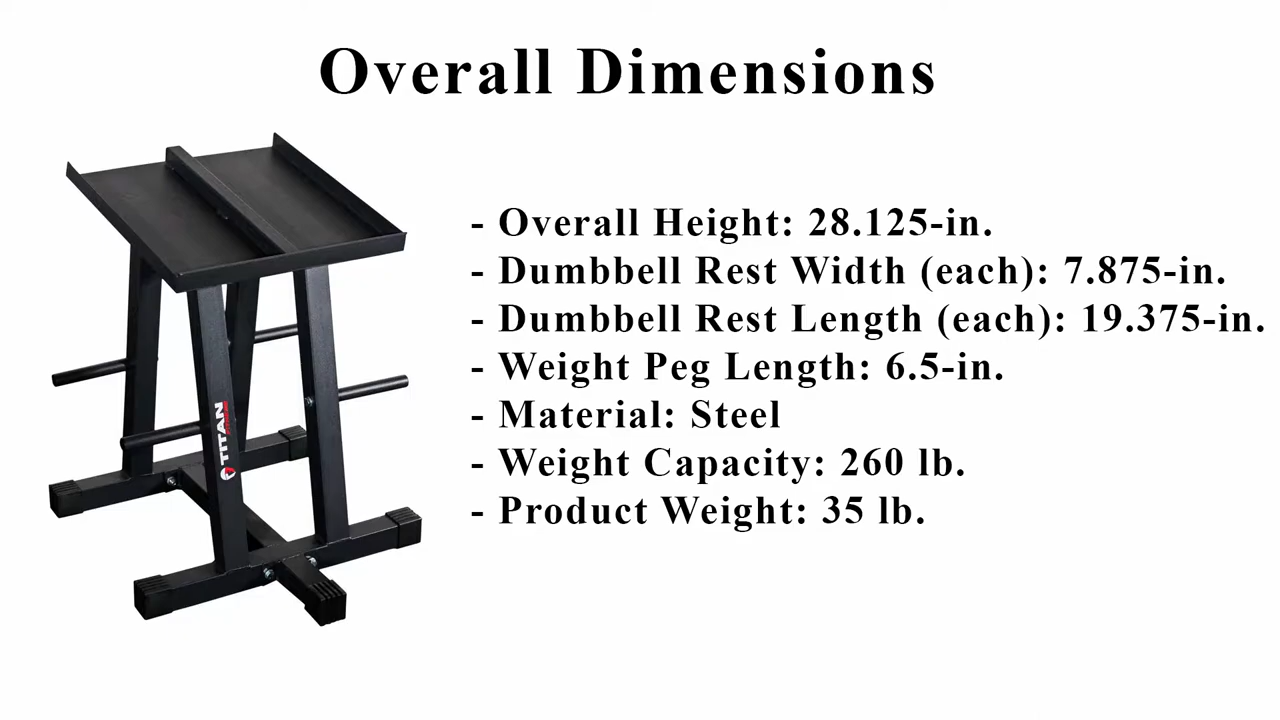 Overall Dimensions
- Overall Height: 28.125-in.
- Dumbbell Rest Width (each): 7.875-in.
- Dumbbell Rest Length (each): 19.375-in.
- Weight Peg Length: 6.5-in.
- Material: Steel
- Weight Capacity: 260 lb.
- Product Weight: 35 lb.
TITAN